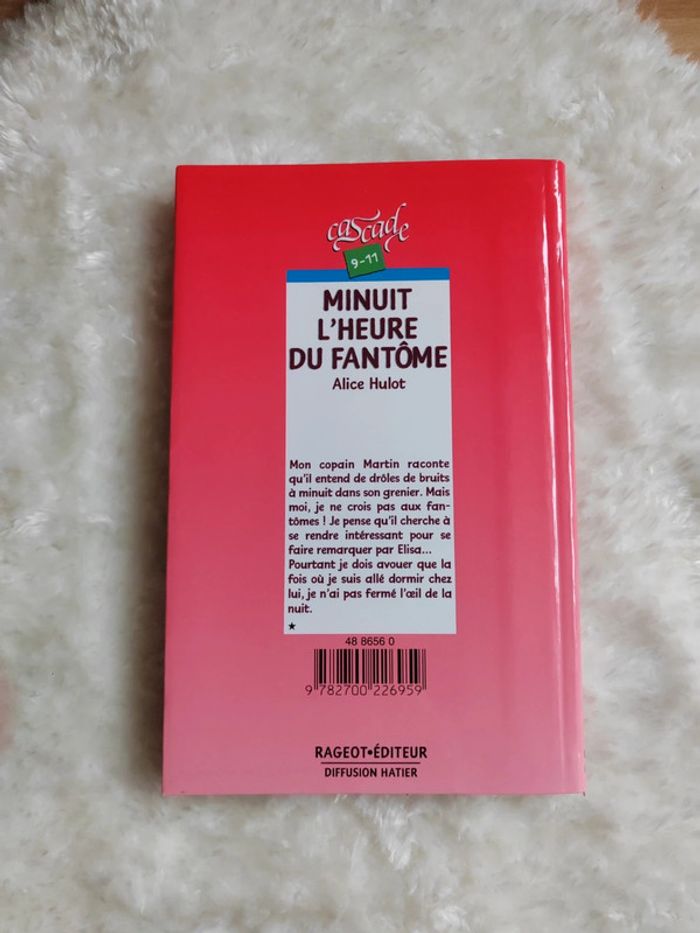 cascade
9-11
MINUIT
L'HEURE
DU FANTÔME
Alice Hulot
Mon copain Martin raconte
qu'il entend de drôles de bruits
à minuit dans son grenier. Mais
moi, je ne crois pas aux fan-
tômes ! Je pense qu'il cherche à
se rendre intéressant pour se
faire remarquer par Elisa...
Pourtant je dois avouer que la
fois où je suis allé dormir chez
lui, je n'ai pas fermé l'œil de la
nuit.
★
48 8656 0
9 782700 226959
RAGEOT•ÉDITEUR
DIFFUSION HATIER